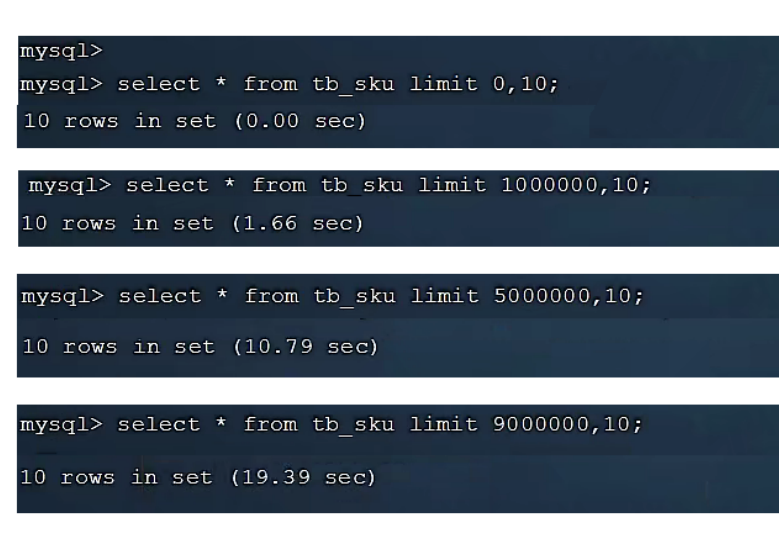 mysql>
mysql> select * from tb_sku limit 0,10;
10 rows in set (0.00 sec)
mysql> select * from tb_sku limit 1000000,10;
10 rows in set (1.66 sec)
mysql> select * from tb_sku limit 5000000,10;
10 rows in set (10.79 sec)
mysql> select * from tb_sku limit 9000000,10;
10 rows in set (19.39 sec)